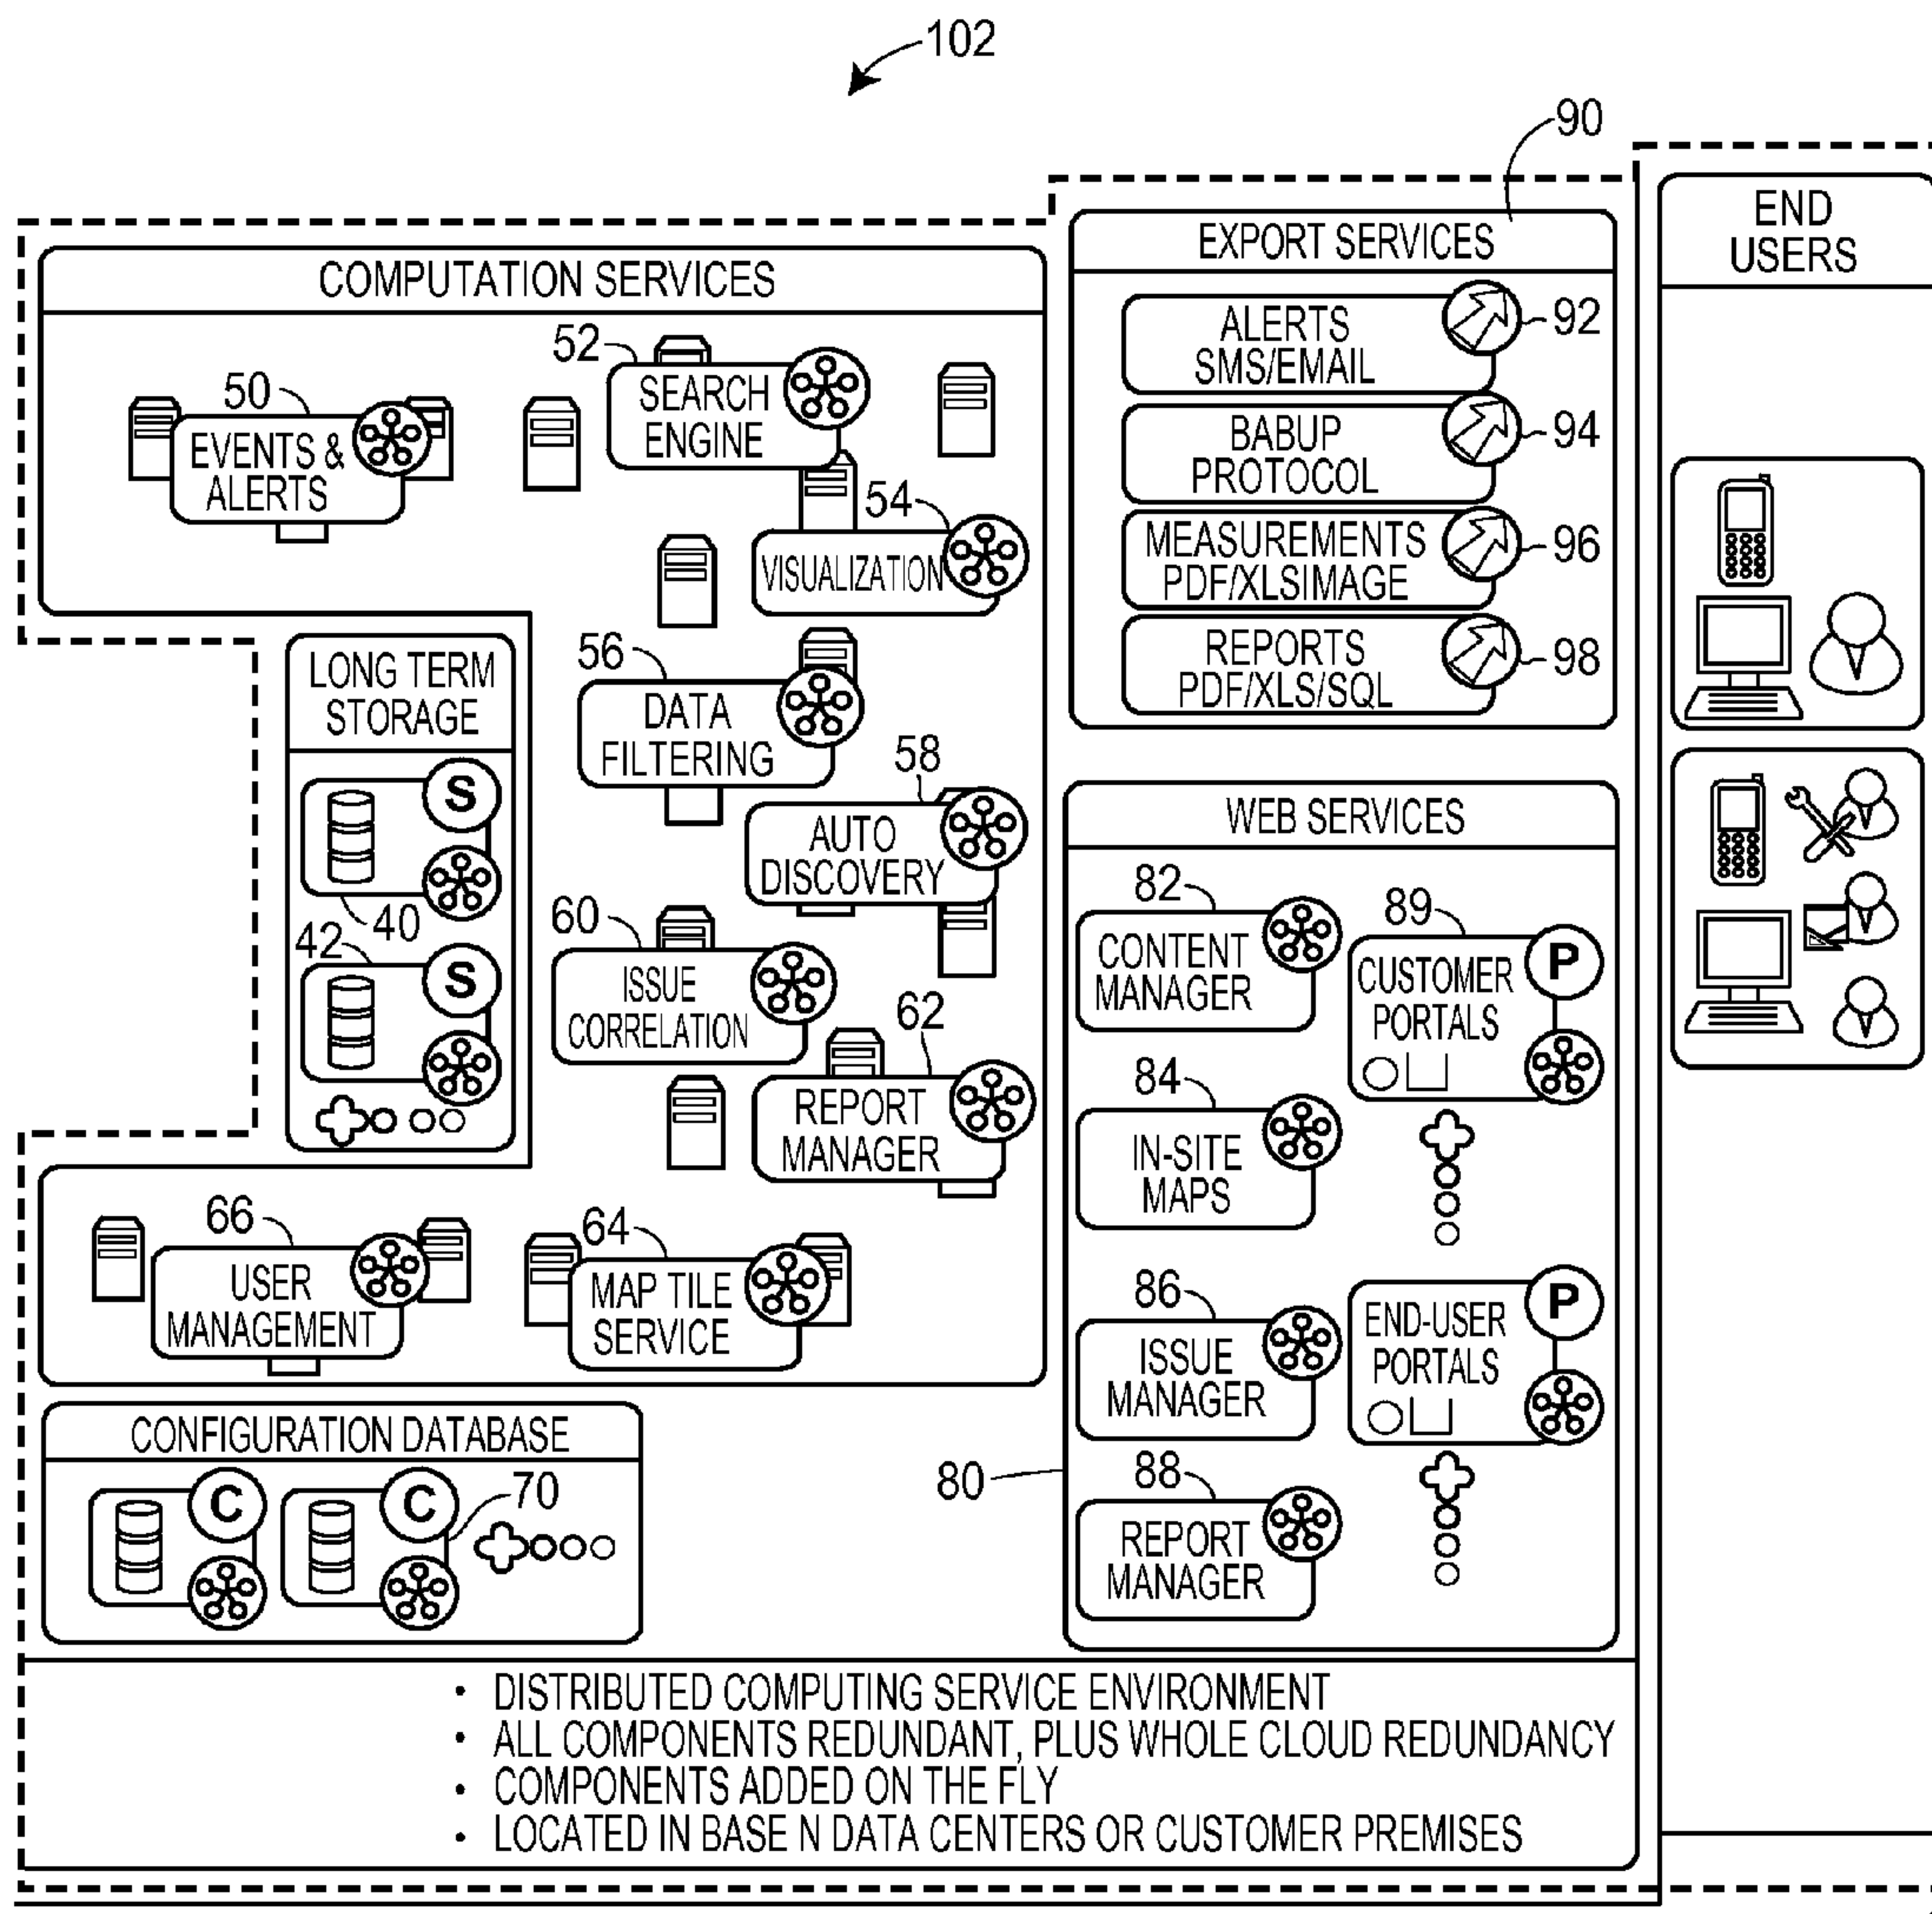 102
90
COMPUTATION SERVICES
50
EVENTS &
ALERTS
52
SEARCH
ENGINE
54
VISUALIZATION
56
DATA
FILTERING
58
AUTO
DISCOVERY
60
ISSUE
CORRELATION
62
REPORT
MANAGER
64
MAP TILE
SERVICE
66
USER
MANAGEMENT
LONG TERM
STORAGE
S
40
42
S
CONFIGURATION DATABASE
C
C
70
EXPORT SERVICES
ALERTS
SMS/EMAIL
92
BABUP
PROTOCOL
94
MEASUREMENTS
PDF/XLSIMAGE
96
REPORTS
PDF/XLS/SQL
98
WEB SERVICES
80
82
CONTENT
MANAGER
84
IN-SITE
MAPS
86
ISSUE
MANAGER
88
REPORT
MANAGER
89
CUSTOMER
PORTALS
P
END-USER
PORTALS
P
END
USERS
• DISTRIBUTED COMPUTING SERVICE ENVIRONMENT
• ALL COMPONENTS REDUNDANT, PLUS WHOLE CLOUD REDUNDANCY
• COMPONENTS ADDED ON THE FLY
• LOCATED IN BASE N DATA CENTERS OR CUSTOMER PREMISES